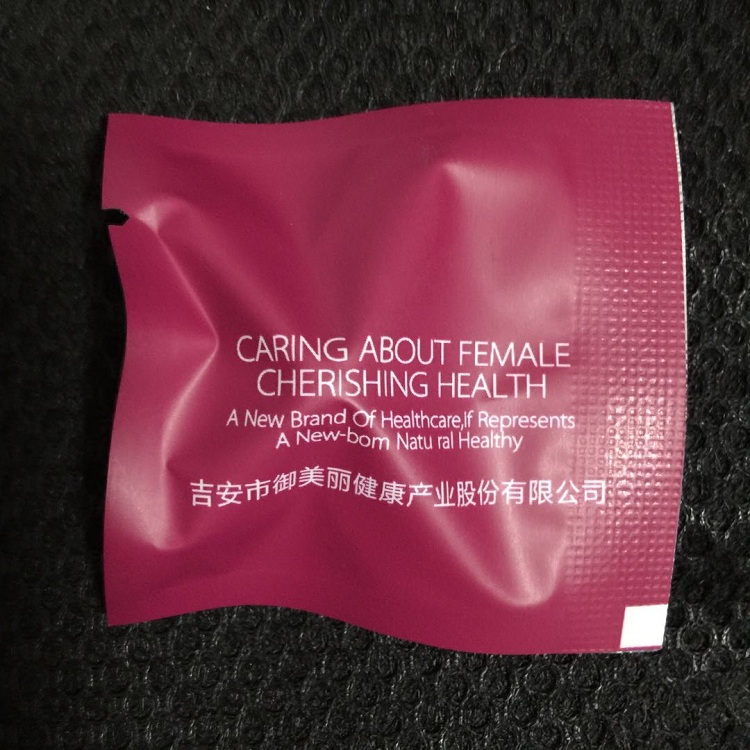 CARING ABOUT FEMALE
CHERISHING HEALTH
A New Brand Of Healthcare,If Represents
A New-bom Natu ral Healthy
吉安市御美丽健康产业股份有限公司